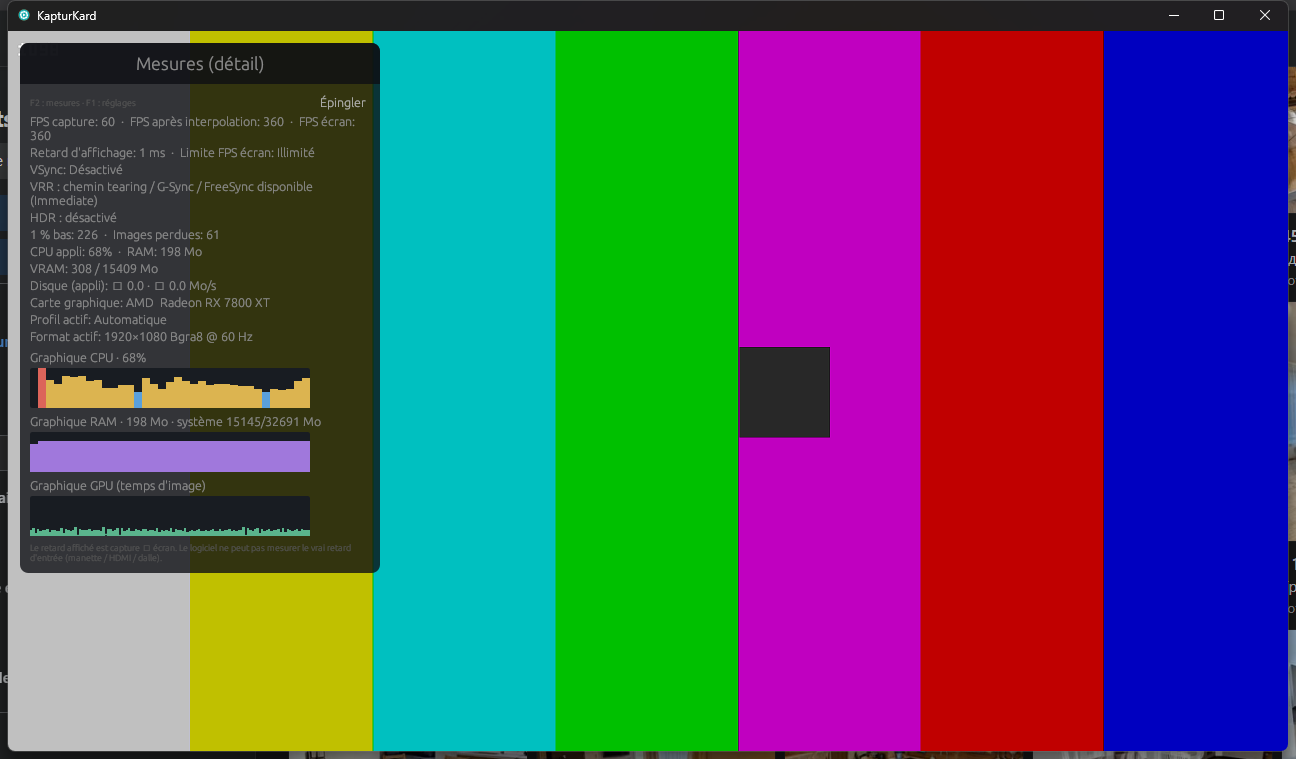 KapturKard
Mesures (détail)
F2 : mesures · F1 : réglages
Épingler
FPS capture: 60 · FPS après interpolation: 360 · FPS écran:
360
Retard d'affichage: 1 ms · Limite FPS écran: Illimité
VSync: Désactivé
VRR : chemin tearing / G-Sync / FreeSync disponible
(Immediate)
HDR : désactivé
1 % bas: 226 · Images perdues: 61
CPU appli: 68% · RAM: 198 Mo
VRAM: 308 / 15409 Mo
Disque (appli): □ 0.0 · □ 0.0 Mo/s
Carte graphique: AMD Radeon RX 7800 XT
Profil actif: Automatique
Format actif: 1920×1080 Bgra8 @ 60 Hz
Graphique CPU · 68%
Graphique RAM · 198 Mo · système 15145/32691 Mo
Graphique GPU (temps d'image)
Le retard affiché est capture □ écran. Le logiciel ne peut pas mesurer le vrai retard
d'entrée (manette / HDMI / dalle).